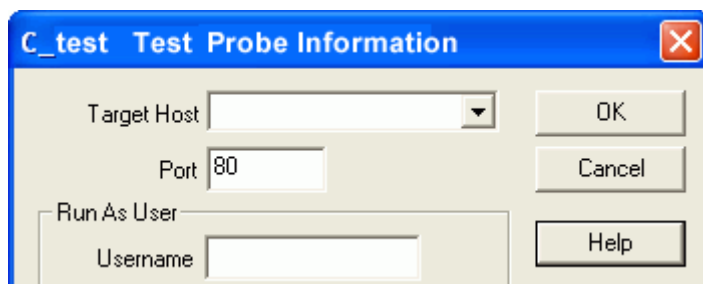 C_test Test Probe Information
Target Host
OK
Port 80
Cancel
Run As User
Username
Help